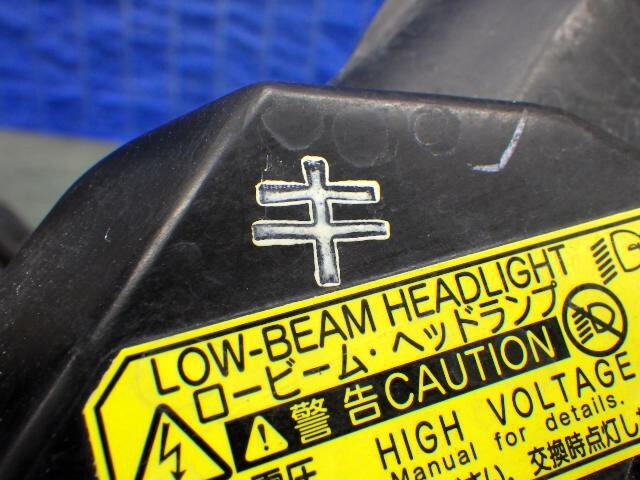 キ
LOW-BEAM HEADLIGHT
ロービーム・ヘッドランプ
警告 CAUTION
HIGH VOLTAGE
Manual for details.
交換時点灯し